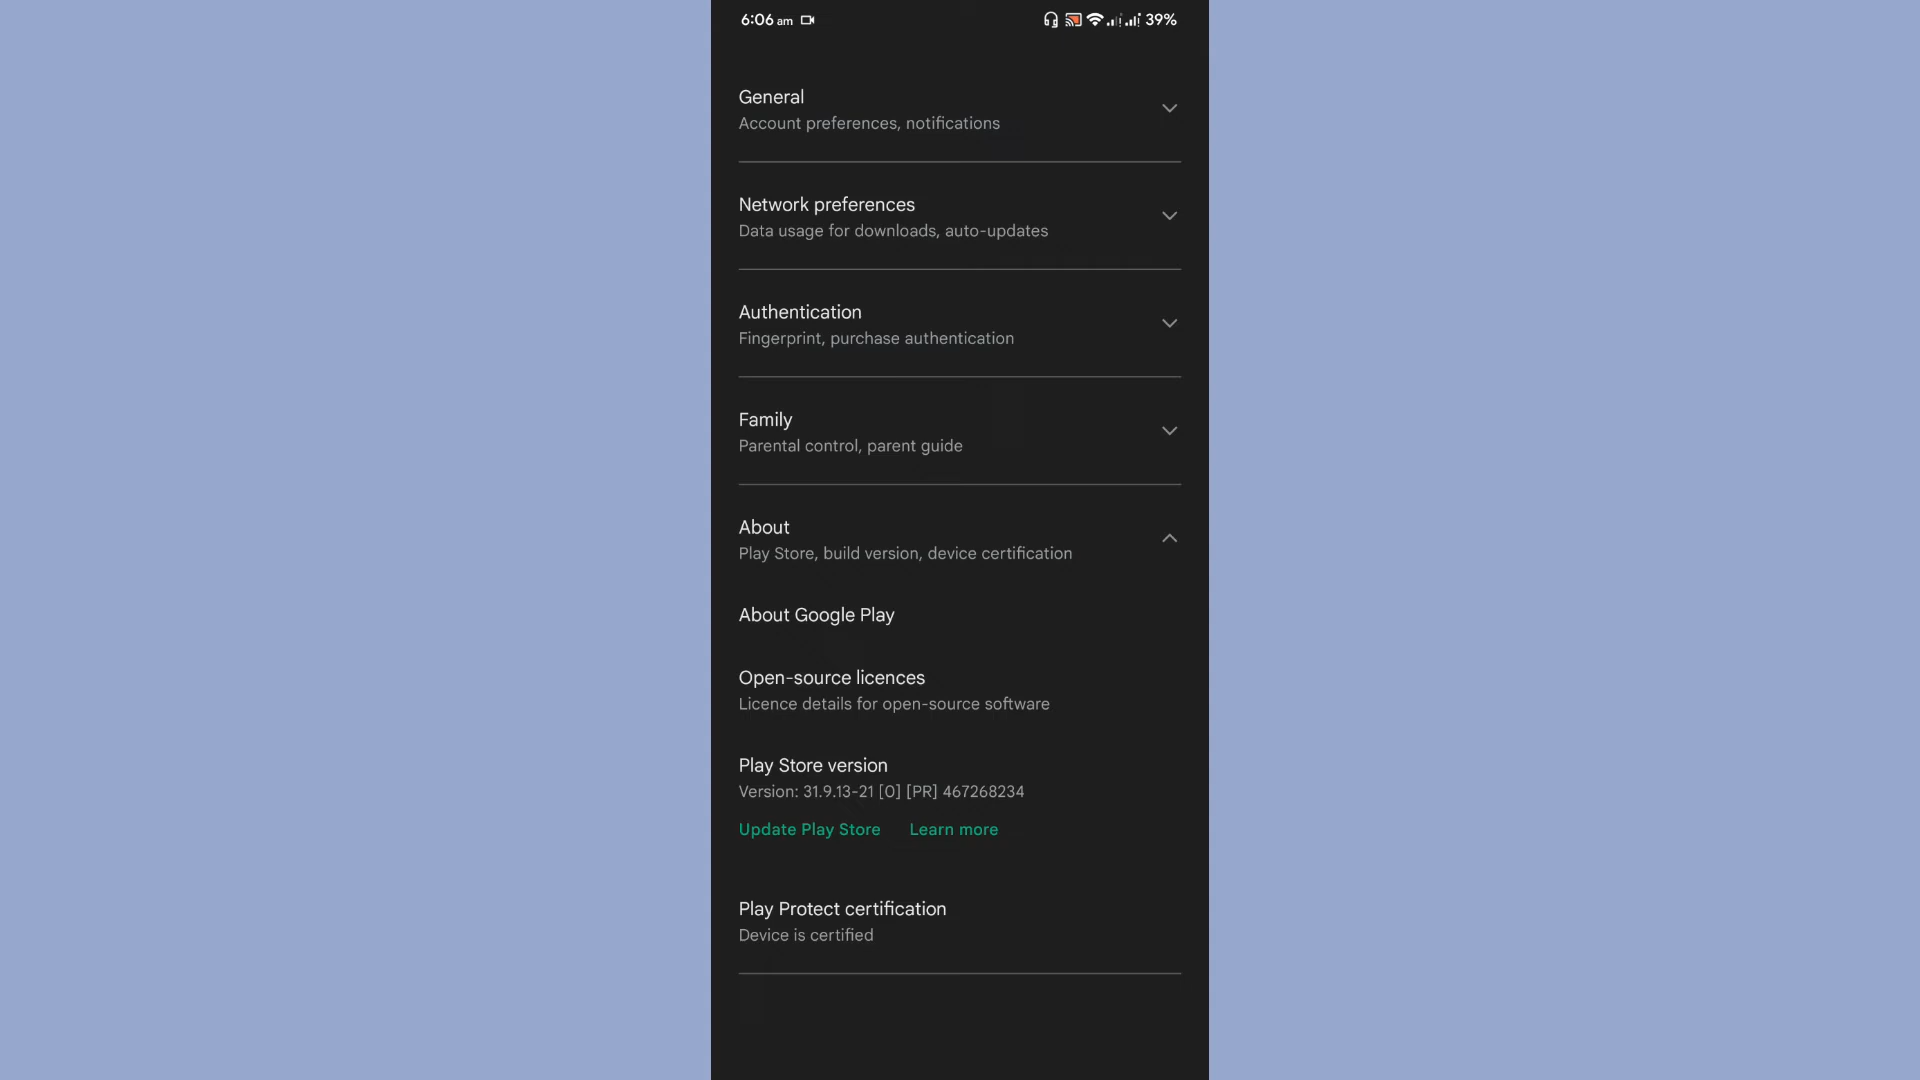 6:06 am 39%
General
Account preferences, notifications
Network preferences
Data usage for downloads, auto-updates
Authentication
Fingerprint, purchase authentication
Family
Parental control, parent guide
About
Play Store, build version, device certification
About Google Play
Open-source licences
Licence details for open-source software
Play Store version
Version: 31.9.13-21 [0] [PR] 467268234
Update Play Store Learn more
Play Protect certification
Device is certified